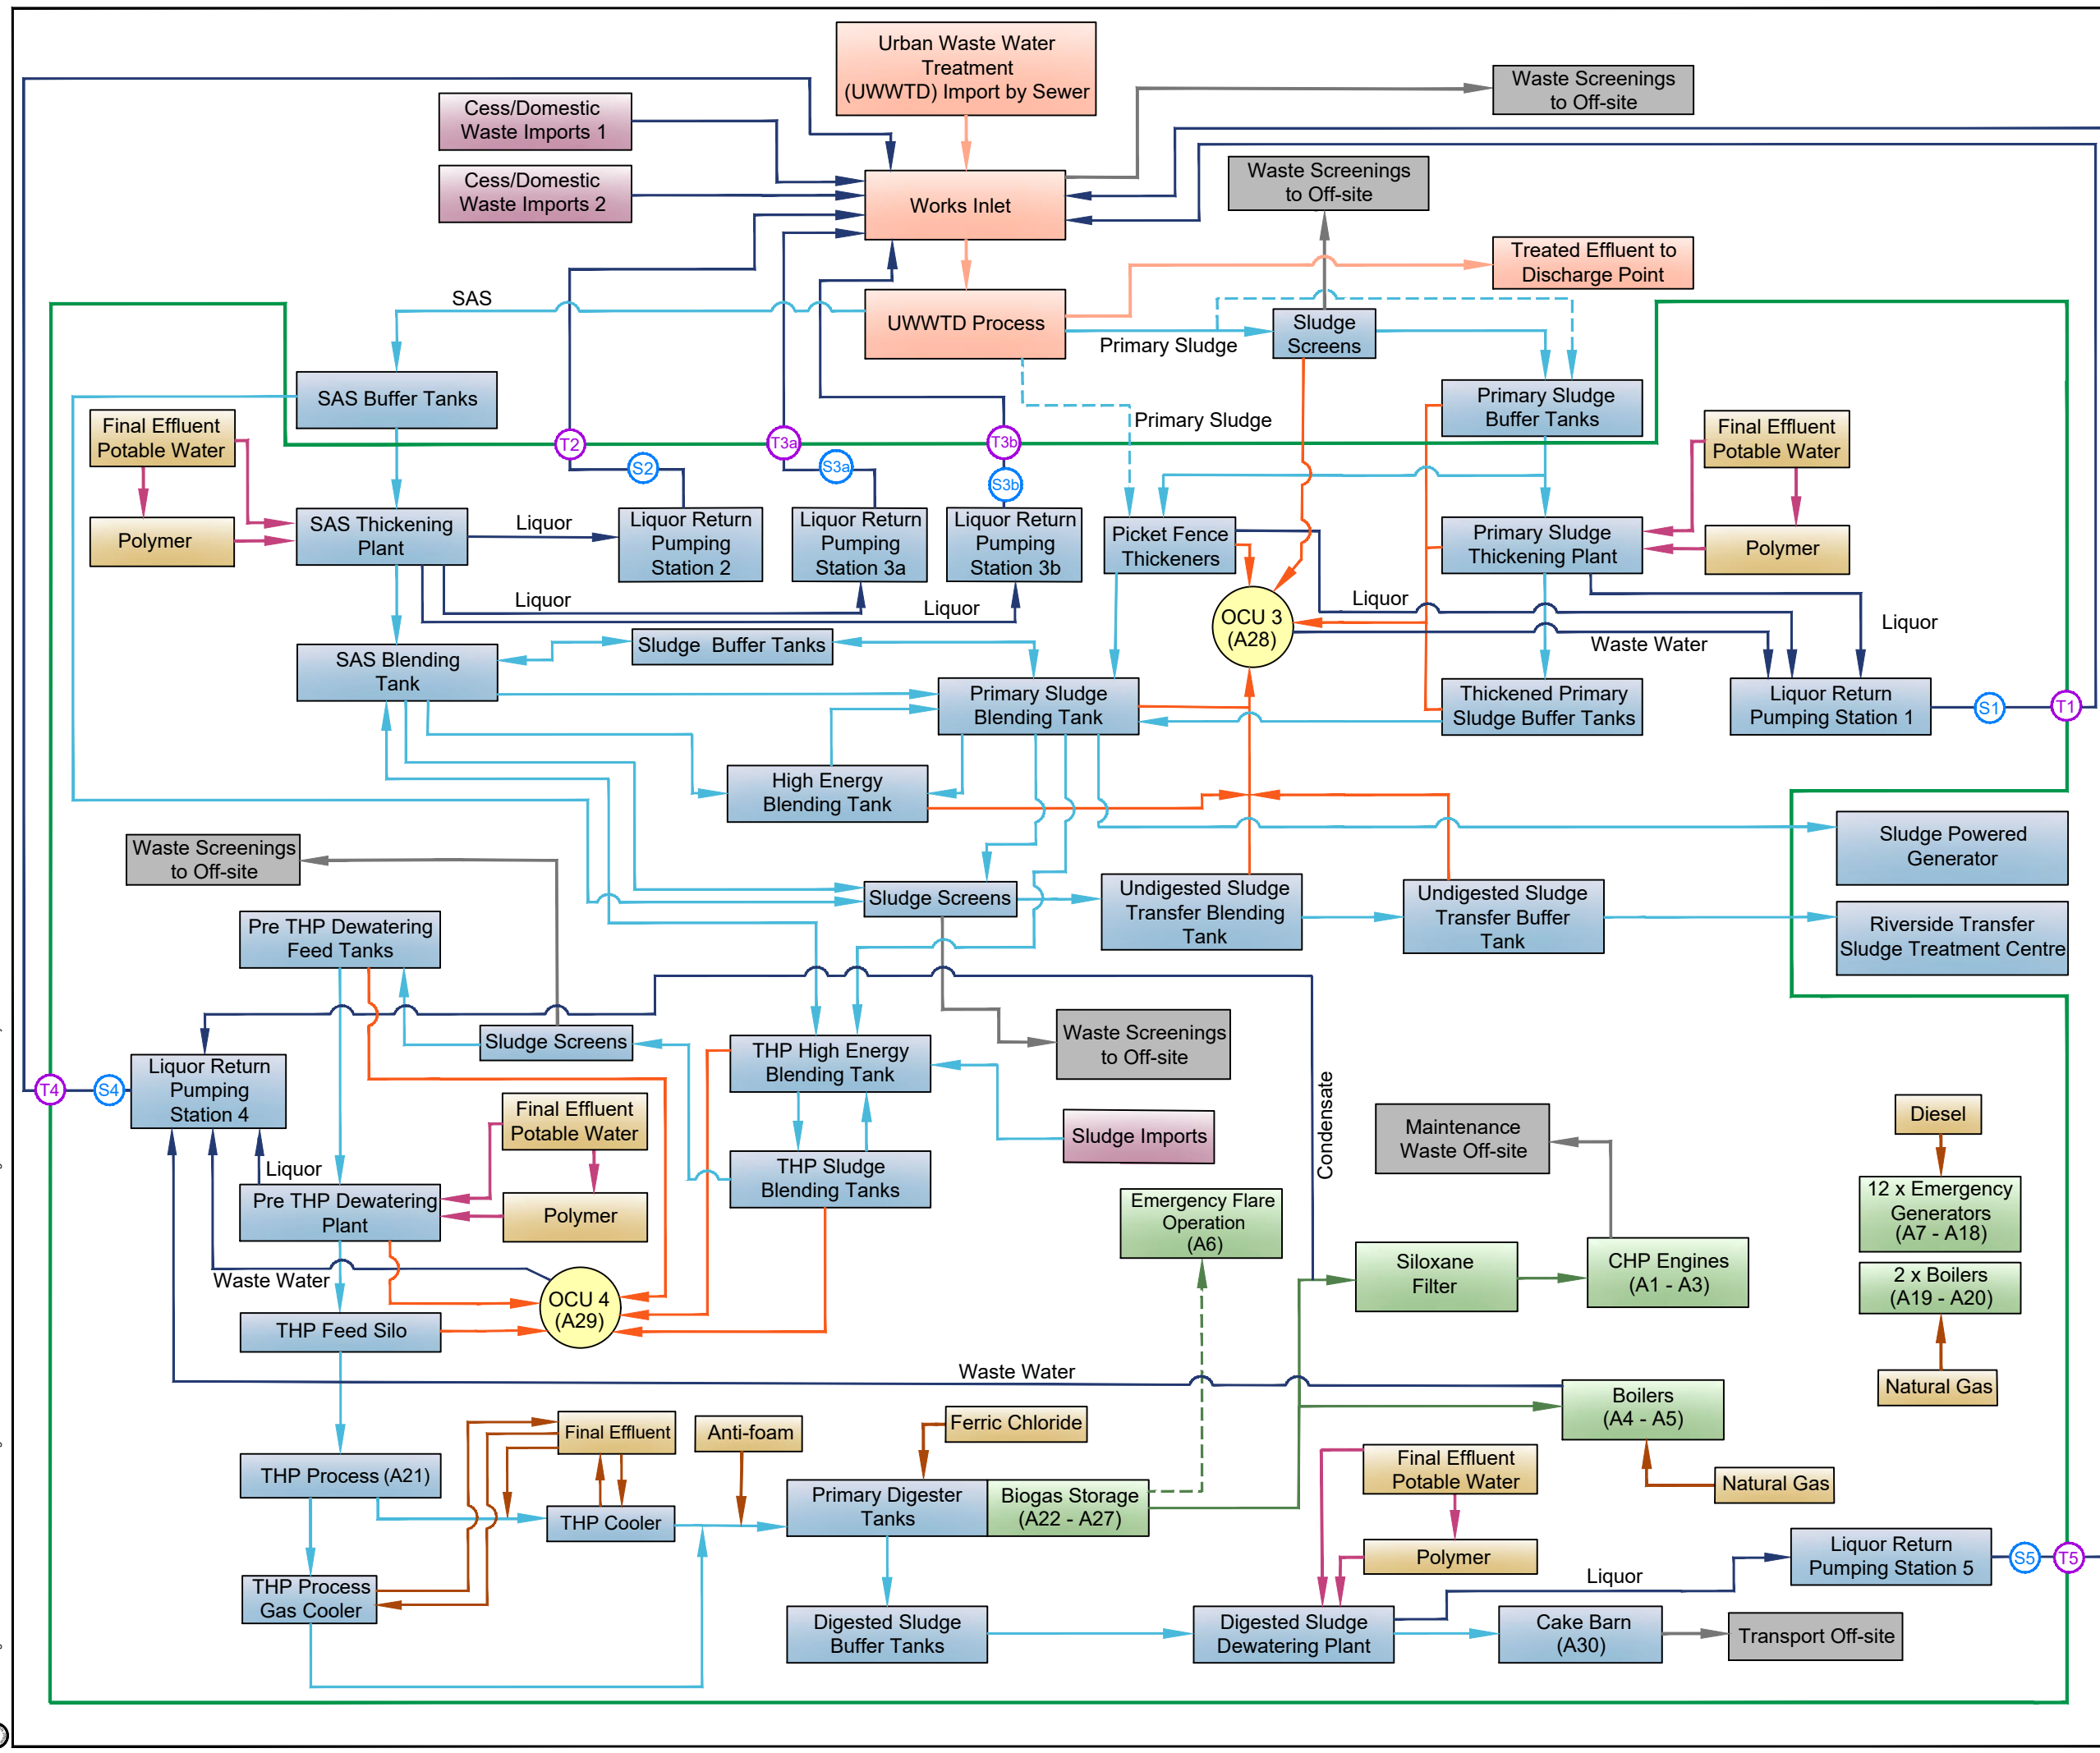 Urban Waste Water
Treatment
(UWWTD) Import by Sewer
Waste Screenings
to Off-site
Cess/Domestic
Waste Imports 1
Cess/Domestic
Waste Imports 2
Works Inlet
Waste Screenings
to Off-site
Treated Effluent to
Discharge Point
SAS
UWWTD Process
Primary Sludge
Sludge
Screens
SAS Buffer Tanks
Primary Sludge
Buffer Tanks
Final Effluent
Potable Water
Primary Sludge
Final Effluent
Potable Water
T2
T3a
T3b
S2
S3a
S3b
Polymer
SAS Thickening
Plant
Liquor
Liquor Return
Pumping
Station 2
Liquor Return
Pumping
Station 3a
Liquor Return
Pumping
Station 3b
Picket Fence
Thickeners
Primary Sludge
Thickening Plant
Polymer
Liquor
Liquor
Liquor
Liquor
OCU 3
(A28)
Waste Water
SAS Blending
Tank
Sludge Buffer Tanks
Primary Sludge
Blending Tank
Thickened Primary
Sludge Buffer Tanks
Liquor Return
Pumping Station 1
S1
T1
High Energy
Blending Tank
Sludge Powered
Generator
Waste Screenings
to Off-site
Sludge Screens
Undigested Sludge
Transfer Blending
Tank
Undigested Sludge
Transfer Buffer
Tank
Riverside Transfer
Sludge Treatment Centre
Pre THP Dewatering
Feed Tanks
Sludge Screens
THP High Energy
Blending Tank
Waste Screenings
to Off-site
Liquor Return
Pumping
Station 4
T4
S4
Condensate
Final Effluent
Potable Water
Sludge Imports
Maintenance
Waste Off-site
Diesel
Liquor
THP Sludge
Blending Tanks
Pre THP Dewatering
Plant
Polymer
Emergency Flare
Operation
(A6)
12 x Emergency
Generators
(A7 - A18)
Siloxane
Filter
CHP Engines
(A1 - A3)
2 x Boilers
(A19 - A20)
Waste Water
OCU 4
(A29)
THP Feed Silo
Waste Water
Natural Gas
Boilers
(A4 - A5)
Final Effluent
Anti-foam
Ferric Chloride
THP Process (A21)
Final Effluent
Potable Water
Natural Gas
THP Cooler
Primary Digester
Tanks
Biogas Storage
(A22 - A27)
Polymer
Liquor Return
Pumping Station 5
S5
T5
THP Process
Gas Cooler
Liquor
Digested Sludge
Buffer Tanks
Digested Sludge
Dewatering Plant
Cake Barn
(A30)
Transport Off-site